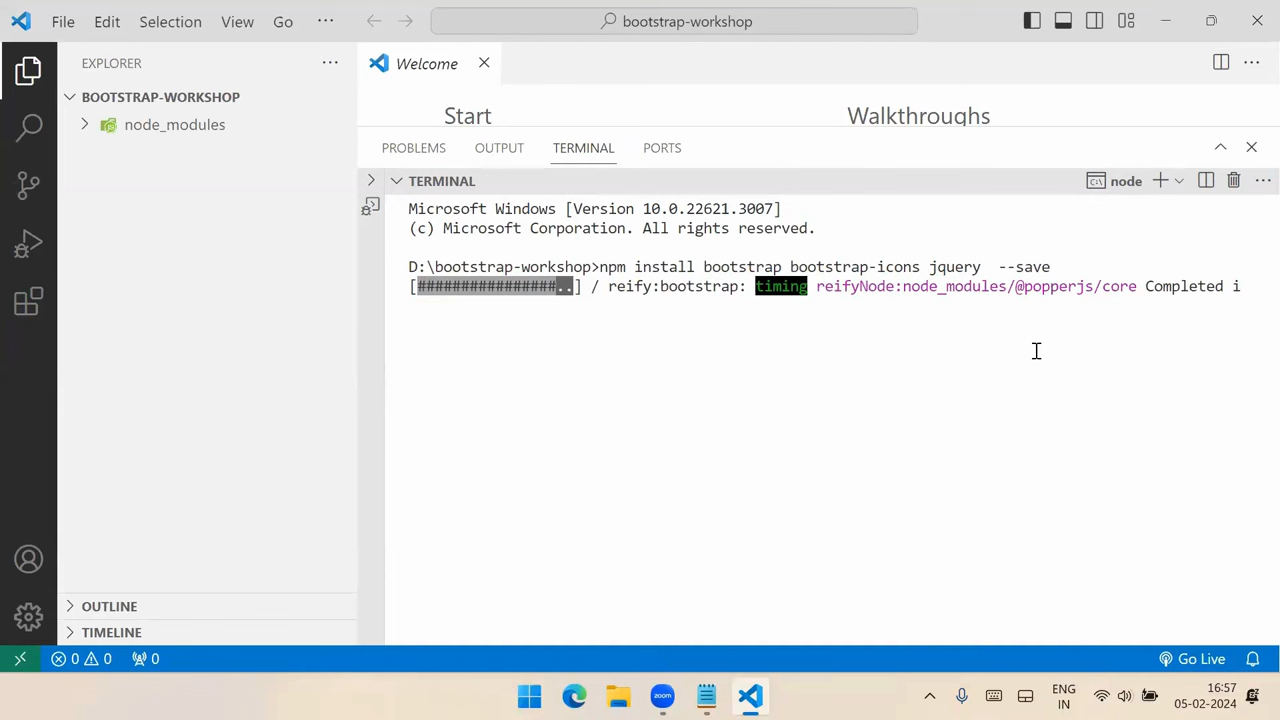 File Edit Selection View Go ... bootstrap-workshop
EXPLORER ...
Welcome
BOOTSTRAP-WORKSHOP
node_modules
Start Walkthroughs
PROBLEMS OUTPUT TERMINAL PORTS
TERMINAL
node
Microsoft Windows [Version 10.0.22621.3007]
(c) Microsoft Corporation. All rights reserved.
D:\bootstrap-workshop>npm install bootstrap bootstrap-icons jquery  --save
[################..] / reify:bootstrap: timing reifyNode:node_modules/@popperjs/core Completed i
OUTLINE
TIMELINE
0 0 0 Go Live
zoom
ENG
IN
16:57
05-02-2024